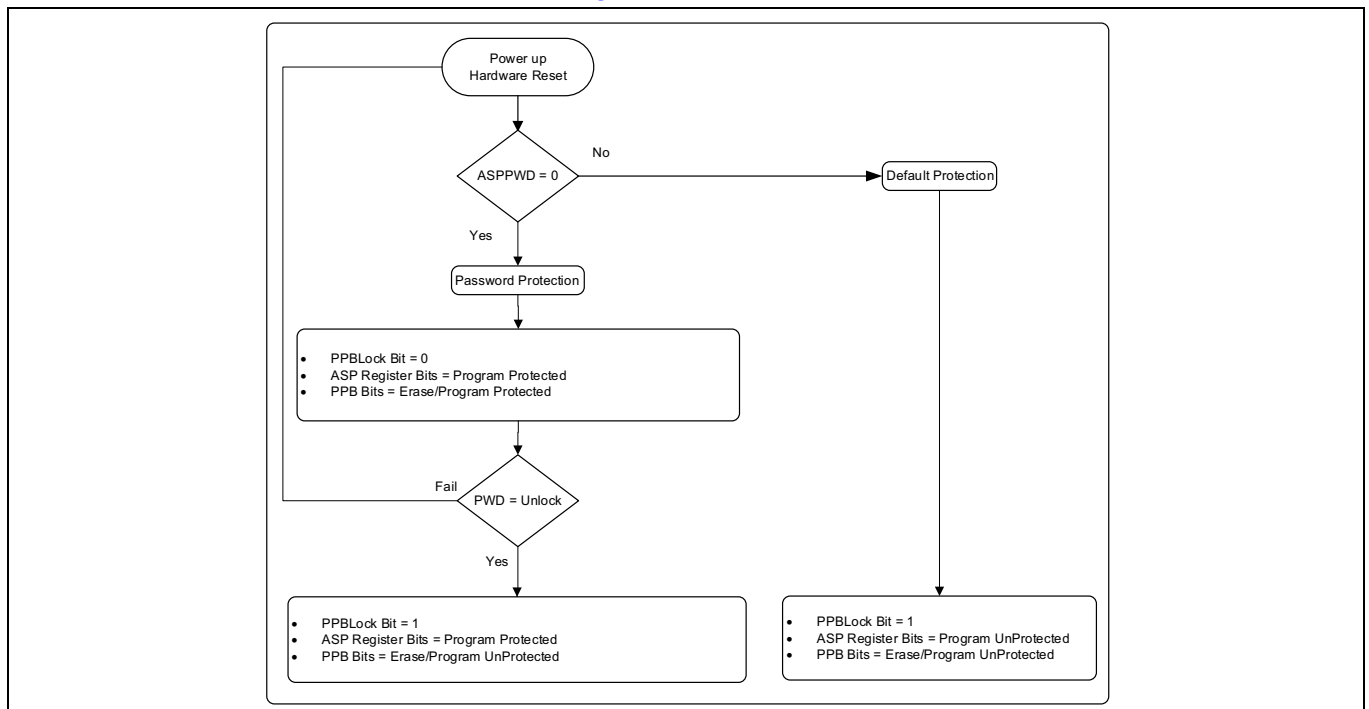 Power up
Hardware Reset
No
ASPPWD = 0
Default Protection
Yes
Password Protection
• PPBLock Bit = 0
• ASP Register Bits = Program Protected
• PPB Bits = Erase/Program Protected
Fail
PWD = Unlock
Yes
• PPBLock Bit = 1
• ASP Register Bits = Program Protected
• PPB Bits = Erase/Program UnProtected
• PPBLock Bit = 1
• ASP Register Bits = Program UnProtected
• PPB Bits = Erase/Program UnProtected